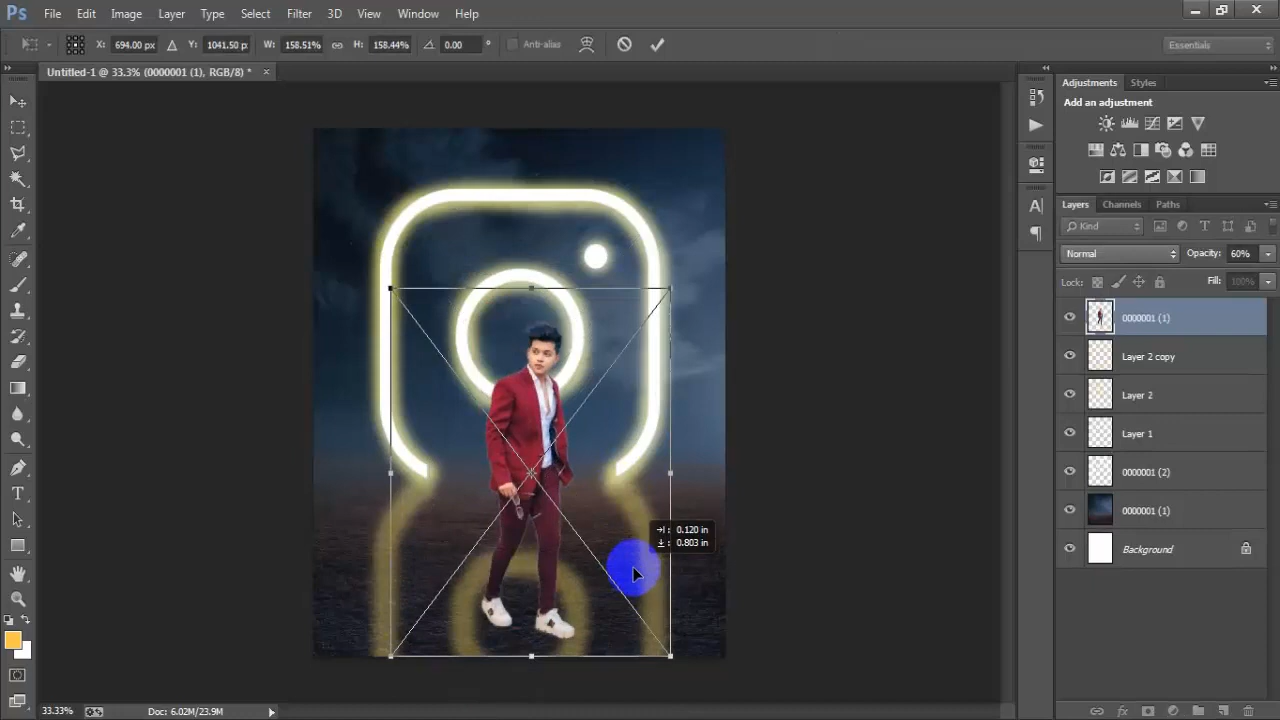 Ps File Edit Image Layer Type Select Filter 3D View Window Help
X: 694.00 px Y: 1041.50 px W: 158.51% H: 158.44% 0.00 ° Anti-alias Essentials
Untitled-1 @ 33.3% (0000001 (1), RGB/8) * ×
Adjustments Styles
Add an adjustment
Layers Channels Paths
Kind
Normal Opacity: 60%
Lock: Fill: 100%
0000001 (1)
Layer 2 copy
Layer 2
Layer 1
0000001 (2)
0000001 (1)
Background
: 0.120 in
: 0.803 in
33.33% Doc: 6.02M/23.9M